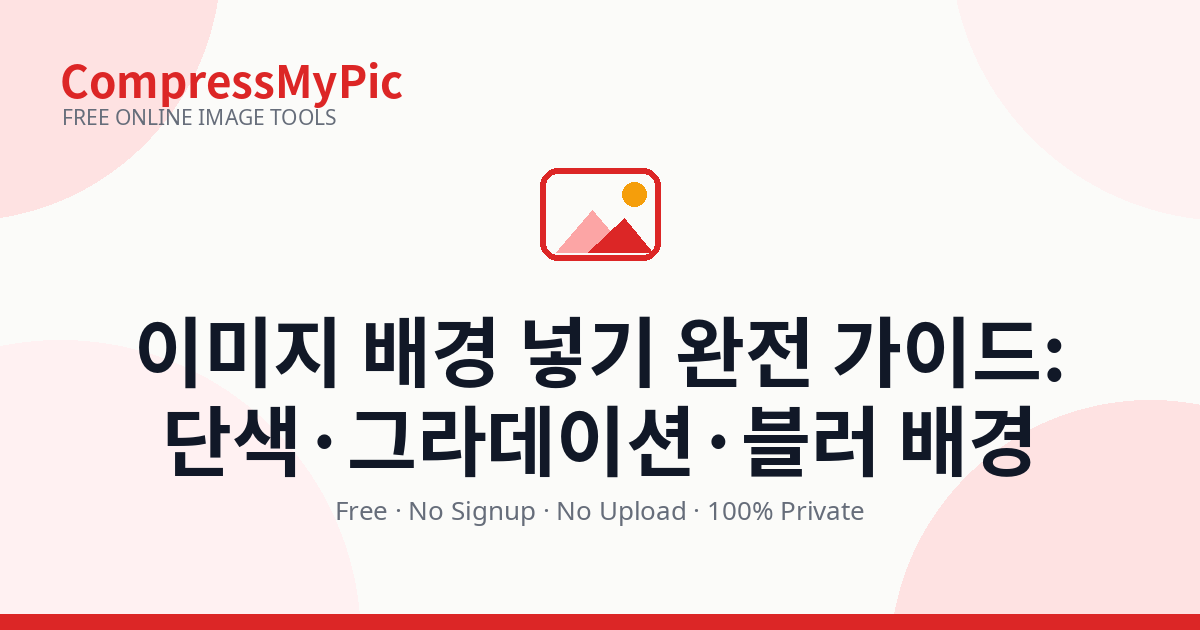 CompressMyPic
FREE ONLINE IMAGE TOOLS
이미지 배경 넣기 완전 가이드:
단색·그라데이션·블러 배경
Free · No Signup · No Upload · 100% Private